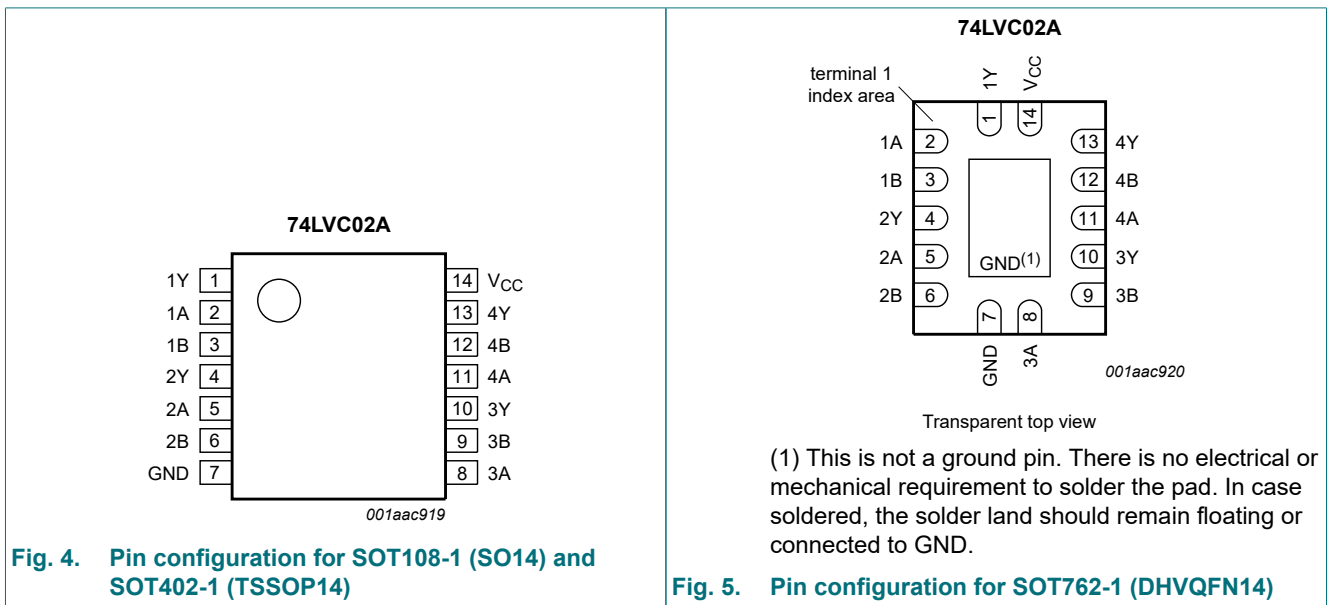 74LVC02A
1Y 1
1A 2
1B 3
2Y 4
2A 5
2B 6
GND 7
14 VCC
13 4Y
12 4B
11 4A
10 3Y
9 3B
8 3A
001aac919
Fig. 4. Pin configuration for SOT108-1 (SO14) and
SOT402-1 (TSSOP14)
74LVC02A
terminal 1
index area
1Y
VCC
1
14
1A 2
1B 3
2Y 4
2A 5
2B 6
13 4Y
12 4B
11 4A
10 3Y
9 3B
GND(1)
7
8
GND
3A
001aac920
Transparent top view
(1) This is not a ground pin. There is no electrical or
mechanical requirement to solder the pad. In case
soldered, the solder land should remain floating or
connected to GND.
Fig. 5. Pin configuration for SOT762-1 (DHVQFN14)